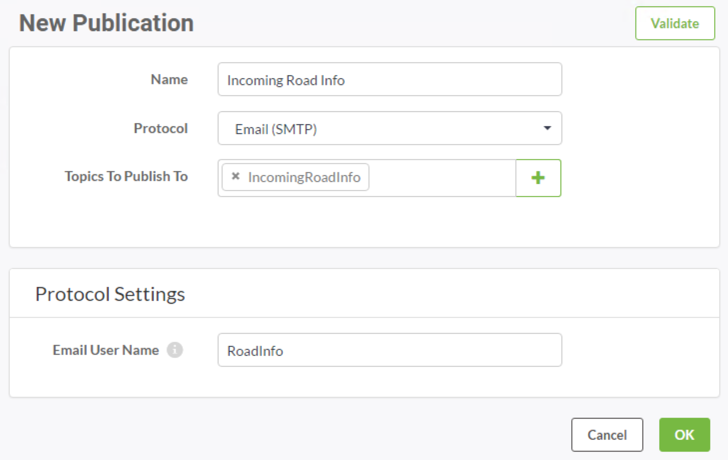 New Publication
Validate
Name
Incoming Road Info
Protocol
Email (SMTP)
Topics To Publish To
× IncomingRoadInfo
+
Protocol Settings
Email User Name
RoadInfo
Cancel
OK